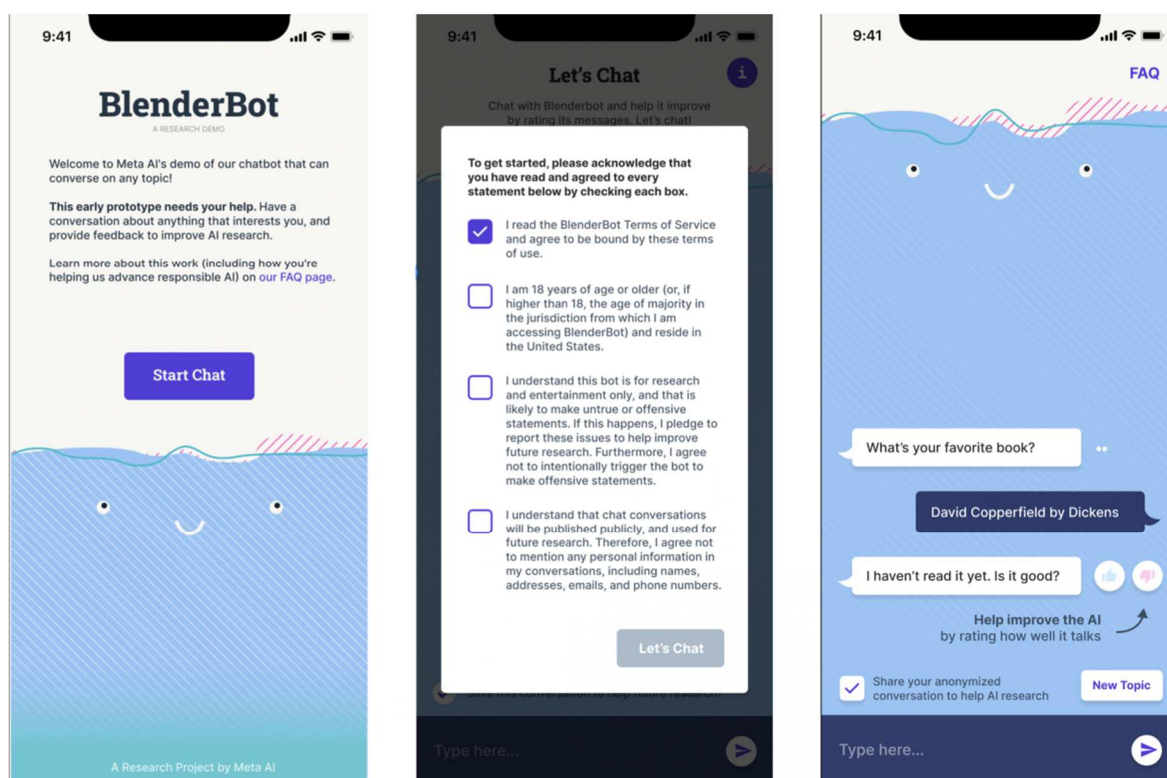 9:41
BlenderBot
A RESEARCH DEMO
Welcome to Meta AI's demo of our chatbot that can
converse on any topic!
This early prototype needs your help. Have a
conversation about anything that interests you, and
provide feedback to improve AI research.
Learn more about this work (including how you're
helping us advance responsible AI) on our FAQ page.
Start Chat
A Research Project by Meta AI
9:41
Let's Chat
i
Chat with Blenderbot and help it improve
by rating its messages. Let's chat!
To get started, please acknowledge that
you have read and agreed to every
statement below by checking each box.
I read the BlenderBot Terms of Service
and agree to be bound by these terms
of use.
I am 18 years of age or older (or, if
higher than 18, the age of majority in
the jurisdiction from which I am
accessing BlenderBot) and reside in
the United States.
I understand this bot is for research
and entertainment only, and that is
likely to make untrue or offensive
statements. If this happens, I pledge to
report these issues to help improve
future research. Furthermore, I agree
not to intentionally trigger the bot to
make offensive statements.
I understand that chat conversations
will be published publicly, and used for
future research. Therefore, I agree not
to mention any personal information in
my conversations, including names,
addresses, emails, and phone numbers.
Let's Chat
Save this conversation to help future research!
Type here...
9:41
FAQ
What's your favorite book?
David Copperfield by Dickens
I haven't read it yet. Is it good?
Help improve the AI
by rating how well it talks
Share your anonymized
conversation to help AI research
New Topic
Type here...